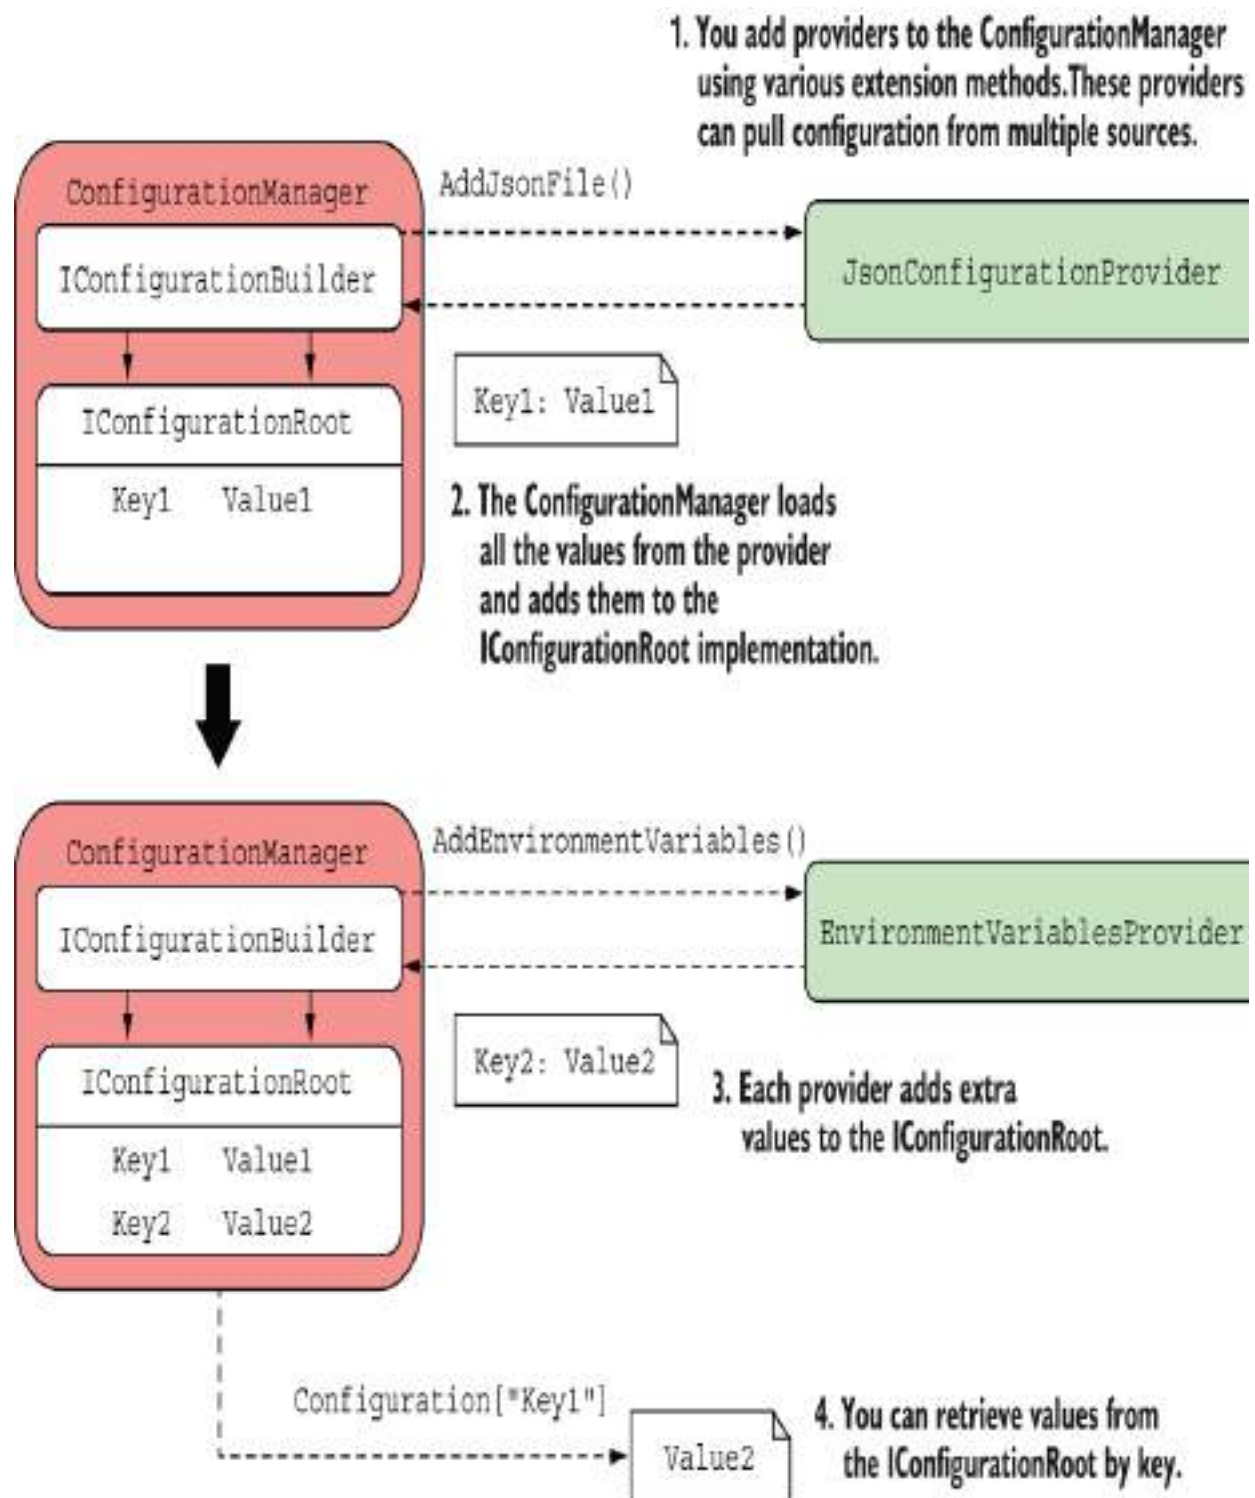 1. You add providers to the ConfigurationManager
using various extension methods.These providers
can pull configuration from multiple sources.
ConfigurationManager
AddJsonFile()
IConfigurationBuilder
JsonConfigurationProvider
Key1: Value1
IConfigurationRoot
Key1 Value1
2. The ConfigurationManager loads
all the values from the provider
and adds them to the
IConfigurationRoot implementation.
ConfigurationManager
AddEnvironmentVariables()
IConfigurationBuilder
EnvironmentVariablesProvider
Key2: Value2
IConfigurationRoot
3. Each provider adds extra
values to the IConfigurationRoot.
Key1 Value1
Key2 Value2
Configuration["Key1"]
Value2
4. You can retrieve values from
the IConfigurationRoot by key.